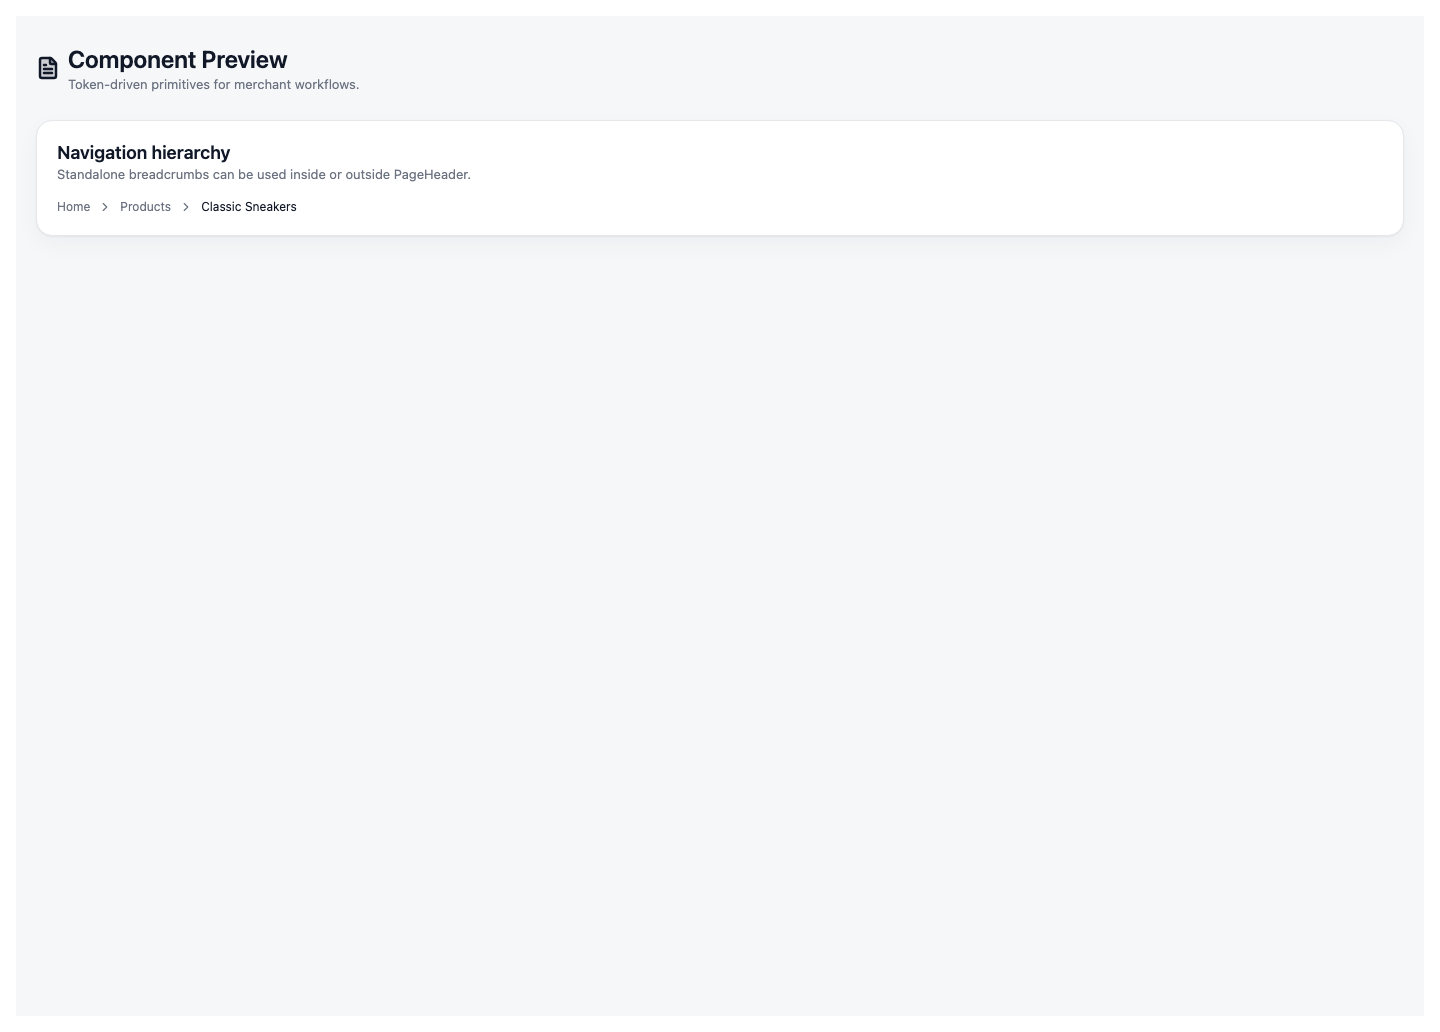 Component Preview
Token-driven primitives for merchant workflows.
Navigation hierarchy
Standalone breadcrumbs can be used inside or outside PageHeader.
Home > Products > Classic Sneakers